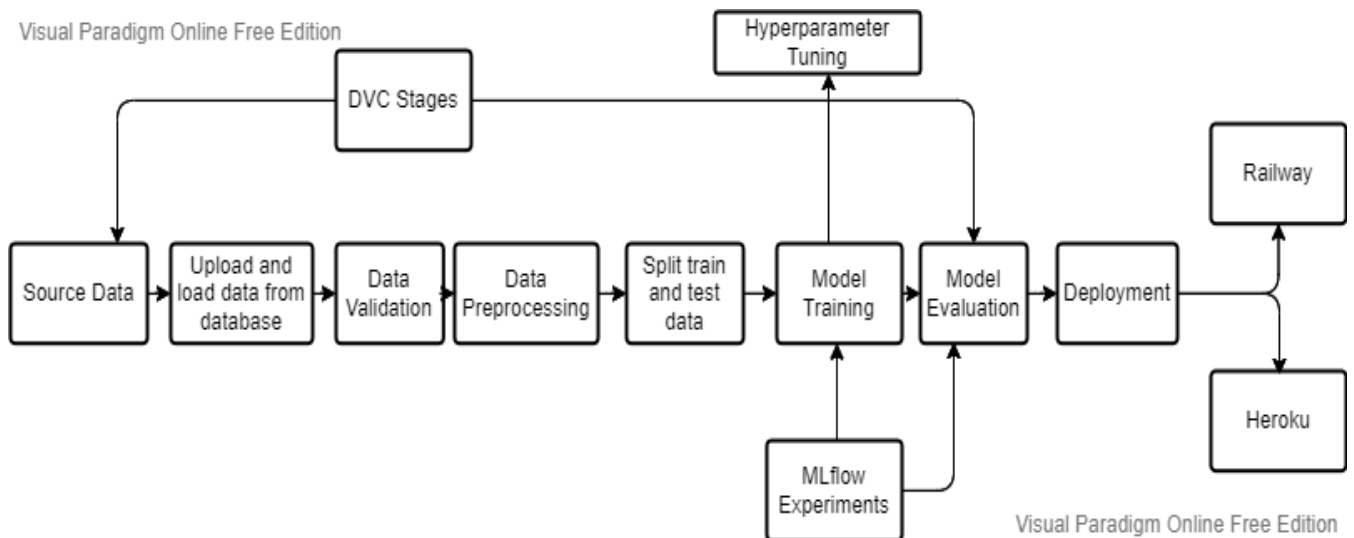 Visual Paradigm Online Free Edition
Hyperparameter
Tuning
DVC Stages
Railway
Source Data
Upload and
load data from
database
Data
Validation
Data
Preprocessing
Split train
and test
data
Model
Training
Model
Evaluation
Deployment
Heroku
MLflow
Experiments
Visual Paradigm Online Free Edition